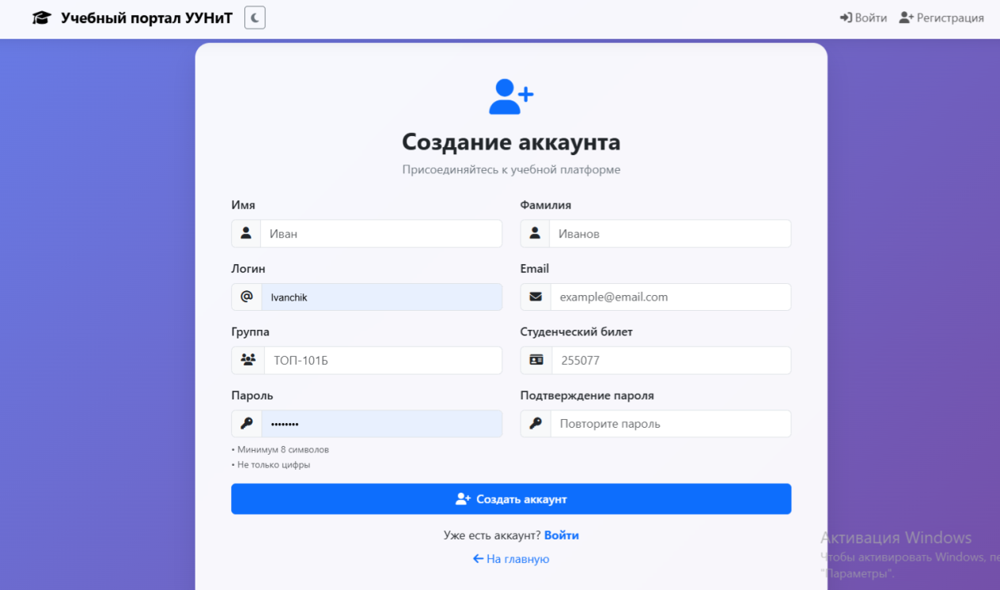 Учебный портал УУНиТ
Войти Регистрация
Создание аккаунта
Присоединяйтесь к учебной платформе
Имя Фамилия
Иван Иванов
Логин Email
Ivanchik example@email.com
Группа Студенческий билет
ТОП-101Б 255077
Пароль Подтверждение пароля
•••••••• Повторите пароль
• Минимум 8 символов
• Не только цифры
Создать аккаунт
Уже есть аккаунт? Войти
На главную
Активация Windows
Чтобы активировать Windows, пе
"Параметры".